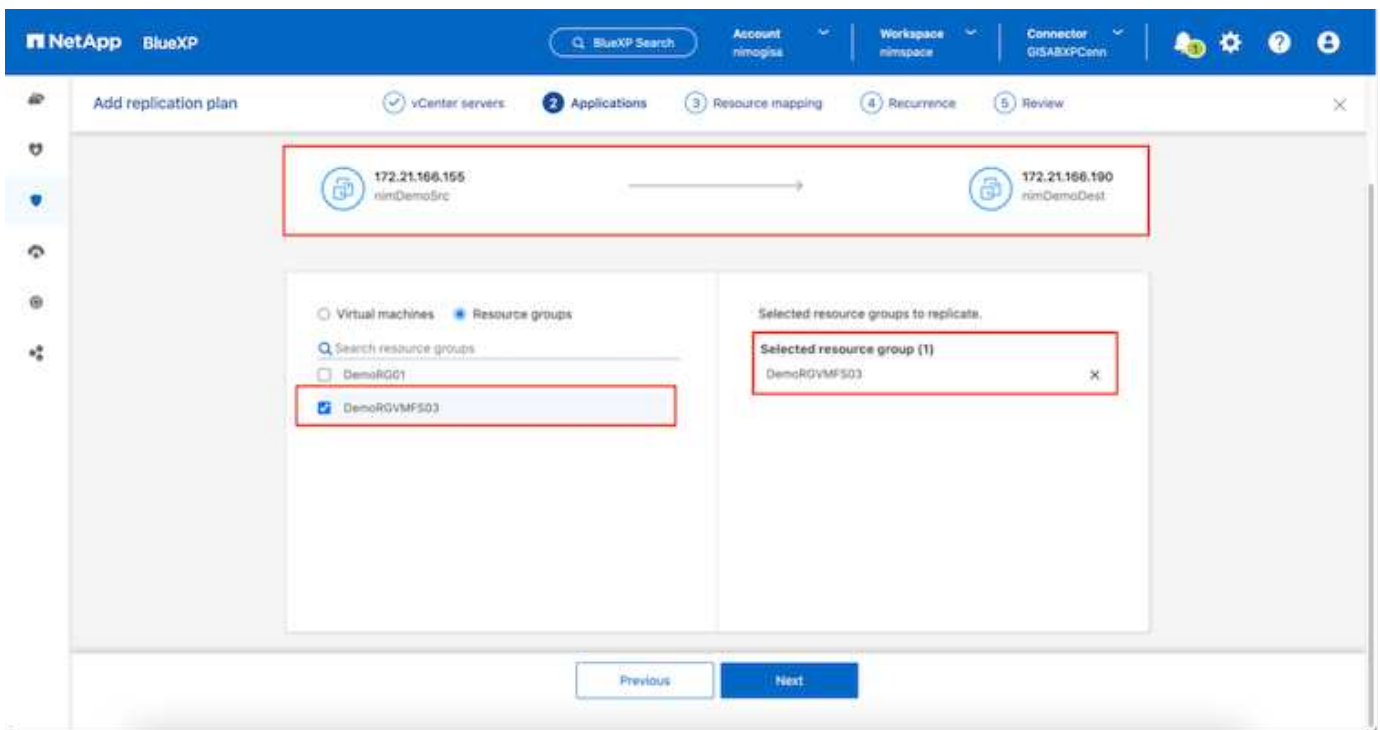 NetApp BlueXP BlueXP Search Account Workspace Connector
nimogisa nimspace GISABXPConn
1
Add replication plan vCenter servers 2 Applications 3 Resource mapping 4 Recurrence 5 Review
172.21.166.155 172.21.166.190
nimDemoSrc nimDemoDest
Virtual machines Resource groups Selected resource groups to replicate.
Search resource groups Selected resource group (1)
DemoRG01 DemoRGVMFS03
DemoRGVMFS03
Previous Next